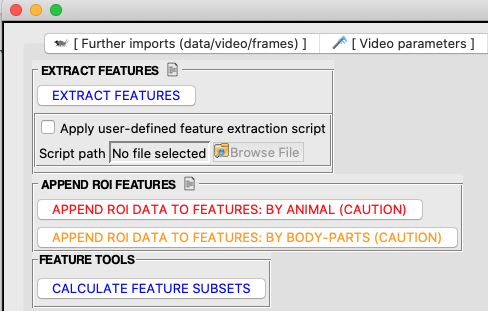 [ Further imports (data/video/frames) ] [ Video parameters ]
EXTRACT FEATURES
EXTRACT FEATURES
Apply user-defined feature extraction script
Script path No file selected Browse File
APPEND ROI FEATURES
APPEND ROI DATA TO FEATURES: BY ANIMAL (CAUTION)
APPEND ROI DATA TO FEATURES: BY BODY-PARTS (CAUTION)
FEATURE TOOLS
CALCULATE FEATURE SUBSETS